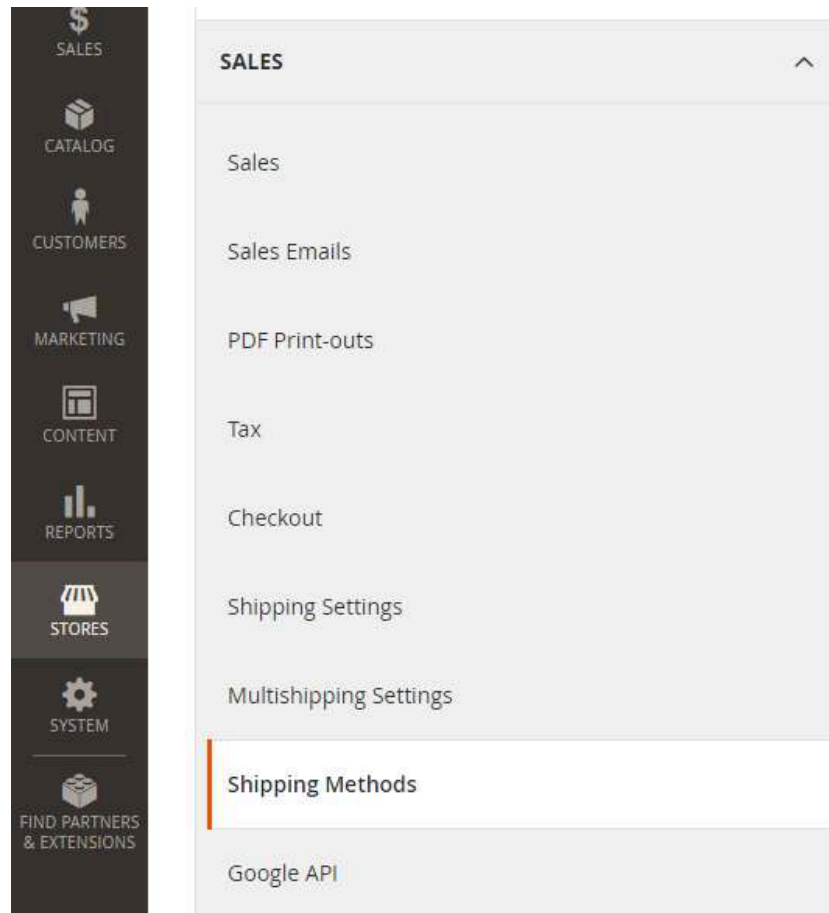 $
SALES
CATALOG
CUSTOMERS
MARKETING
CONTENT
REPORTS
STORES
SYSTEM
FIND PARTNERS
& EXTENSIONS
SALES
Sales
Sales Emails
PDF Print-outs
Tax
Checkout
Shipping Settings
Multishipping Settings
Shipping Methods
Google API